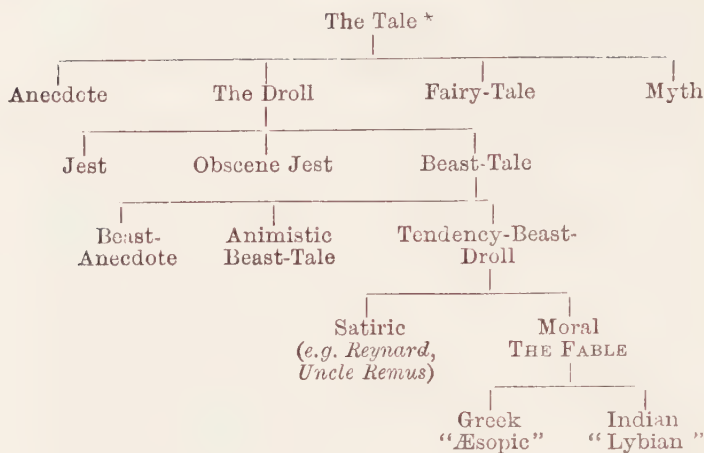 The Tale *
Anecdote The Droll Fairy-Tale Myth
Jest Obscene Jest Beast-Tale
Beast- Animistic Tendency-Beast-
Anecdote Beast-Tale Droll
Satiric Moral
(e.g. Reynard, THE FABLE
Uncle Remus)
Greek Indian
"Æsopic" "Lybian"